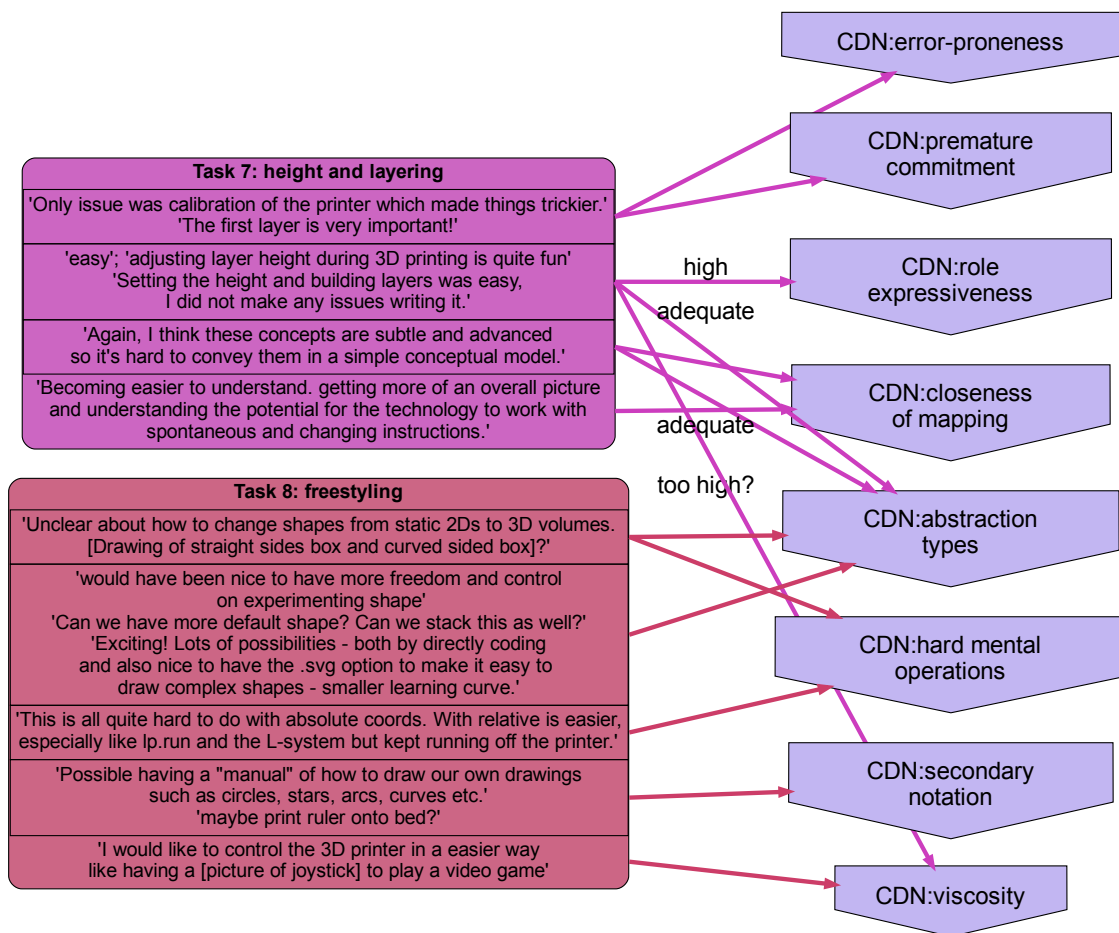 Task 7: height and layering
'Only issue was calibration of the printer which made things trickier.'
'The first layer is very important!'
'easy'; 'adjusting layer height during 3D printing is quite fun'
'Setting the height and building layers was easy,
I did not make any issues writing it.'
'Again, I think these concepts are subtle and advanced
so it's hard to convey them in a simple conceptual model.'
'Becoming easier to understand. getting more of an overall picture
and understanding the potential for the technology to work with
spontaneous and changing instructions.'
Task 8: freestyling
'Unclear about how to change shapes from static 2Ds to 3D volumes.
[Drawing of straight sides box and curved sided box]?'
'would have been nice to have more freedom and control
on experimenting shape'
'Can we have more default shape? Can we stack this as well?'
'Exciting! Lots of possibilities - both by directly coding
and also nice to have the .svg option to make it easy to
draw complex shapes - smaller learning curve.'
'This is all quite hard to do with absolute coords. With relative is easier,
especially like lp.run and the L-system but kept running off the printer.'
'Possible having a "manual" of how to draw our own drawings
such as circles, stars, arcs, curves etc.'
'maybe print ruler onto bed?'
'I would like to control the 3D printer in a easier way
like having a [picture of joystick] to play a video game'
high
adequate
adequate
too high?
CDN:error-proneness
CDN:premature
commitment
CDN:role
expressiveness
CDN:closeness
of mapping
CDN:abstraction
types
CDN:hard mental
operations
CDN:secondary
notation
CDN:viscosity